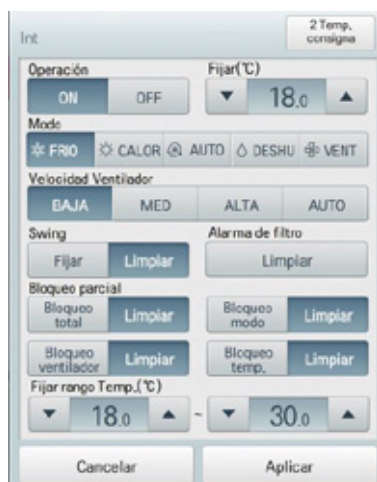 Int
2 Temp.
consigna
Operación
Fijar(℃)
ON OFF
▼ 18.0 ▲
Mode
FRIO CALOR AUTO DESHU VENT
Velocidad Ventilador
BAJA MED ALTA AUTO
Swing
Alarma de filtro
Fijar Limpiar
Limpiar
Bloqueo parcial
Bloqueo
total
Limpiar
Bloqueo
modo
Limpiar
Bloqueo
ventilador
Limpiar
Bloqueo
temp.
Limpiar
Fijar rango Temp.(℃)
▼ 18.0 ▲ ~ ▼ 30.0 ▲
Cancelar Aplicar